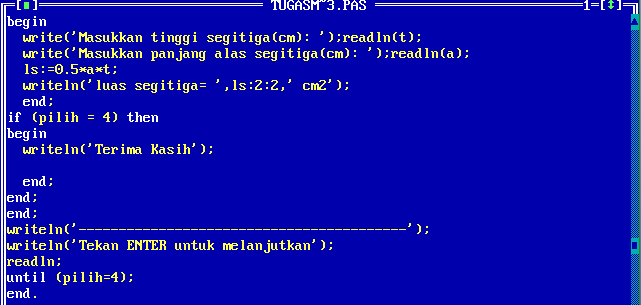 [■] TUGASM~3.PAS 1=[↕]
begin
  write('Masukkan tinggi segitiga(cm): ');readln(t);
  write('Masukkan panjang alas segitiga(cm): ');readln(a);
  ls:=0.5*a*t;
  writeln('luas segitiga= ',ls:2:2,' cm2');
  end;
if (pilih = 4) then
begin
  writeln('Terima Kasih');
  end;
end;
end;
writeln('-----------------------------------------');
writeln('Tekan ENTER untuk melanjutkan');
readln;
until (pilih=4);
end.